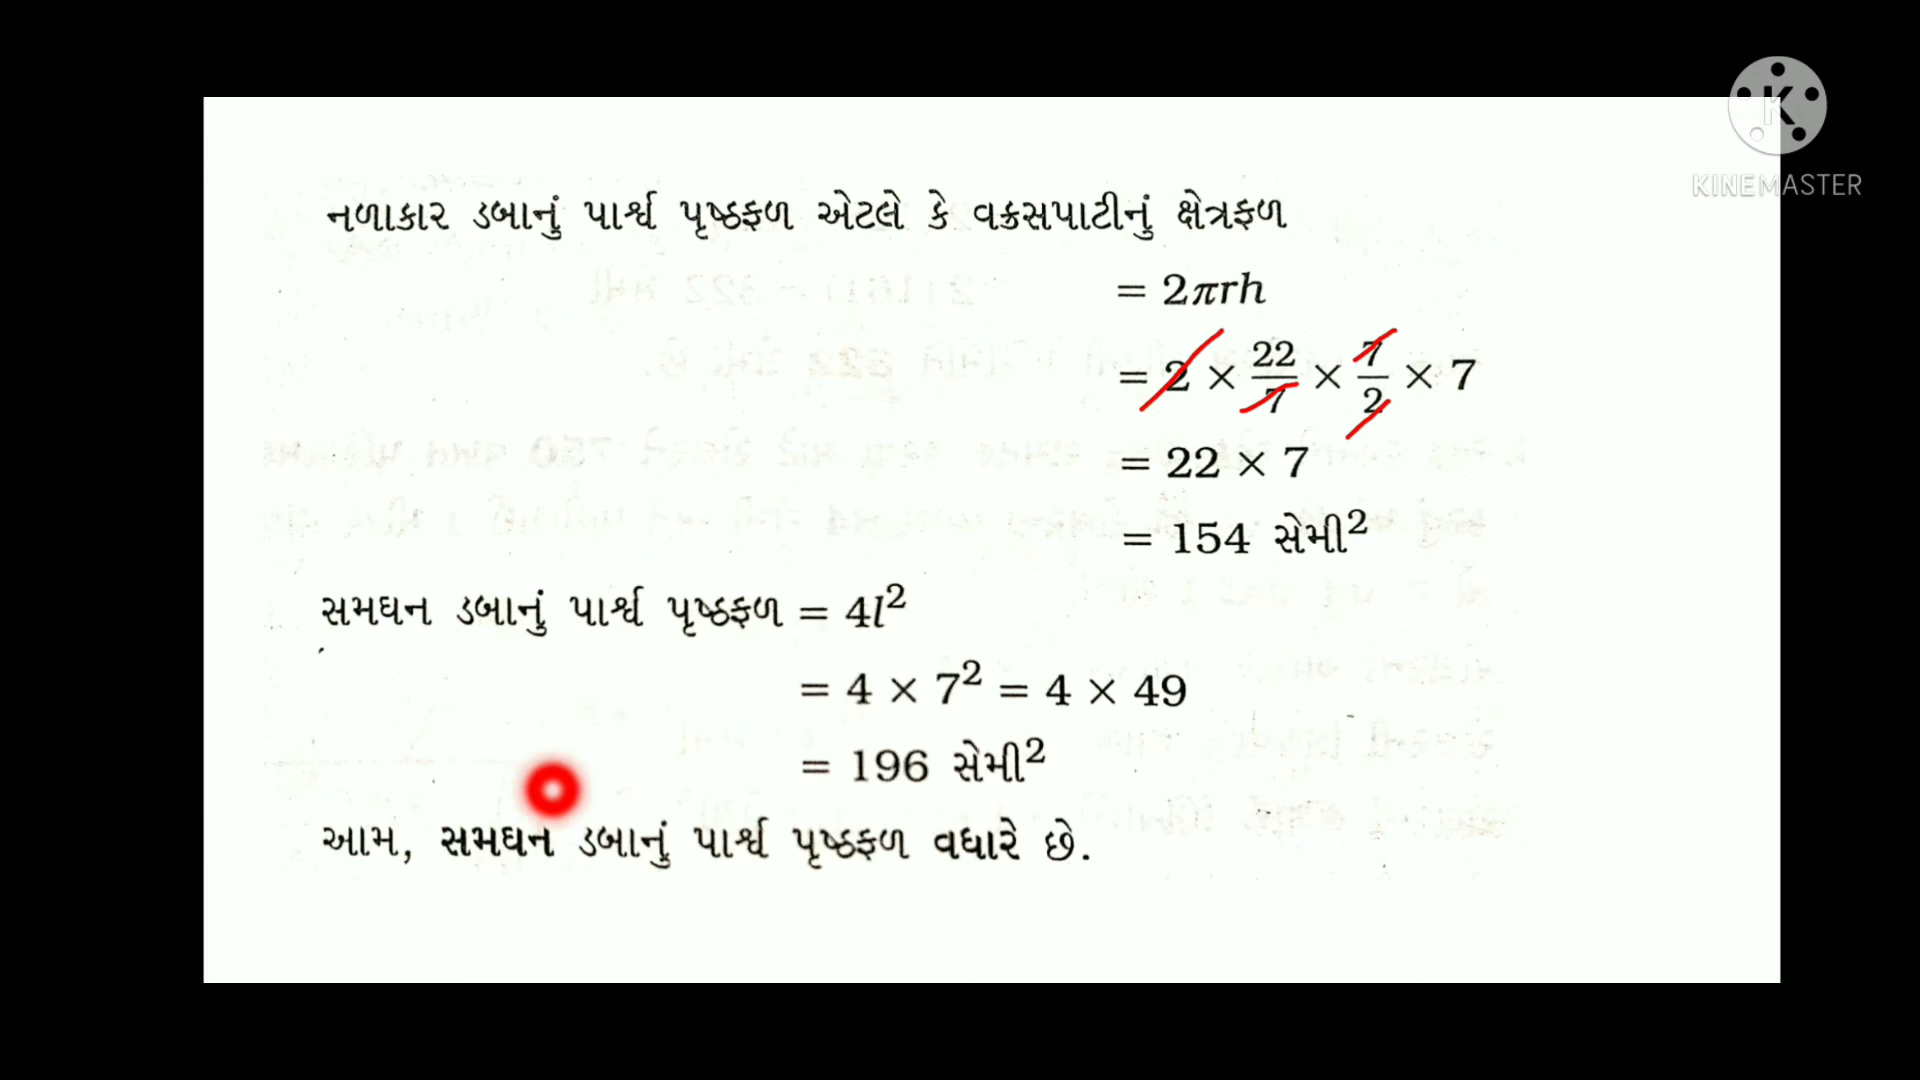 K
KINEMASTER
નળાકાર ડબાનું પાર્શ્વ પૃષ્ઠફળ એટલે કે વક્રસપાટીનું ક્ષેત્રફળ
= 2πrh
= 2 × 22/7 × 7/2 × 7
= 22 × 7
= 154 સેમી²
સમઘન ડબાનું પાર્શ્વ પૃષ્ઠફળ = 4l²
= 4 × 7² = 4 × 49
= 196 સેમી²
આમ, સમઘન ડબાનું પાર્શ્વ પૃષ્ઠફળ વધારે છે.